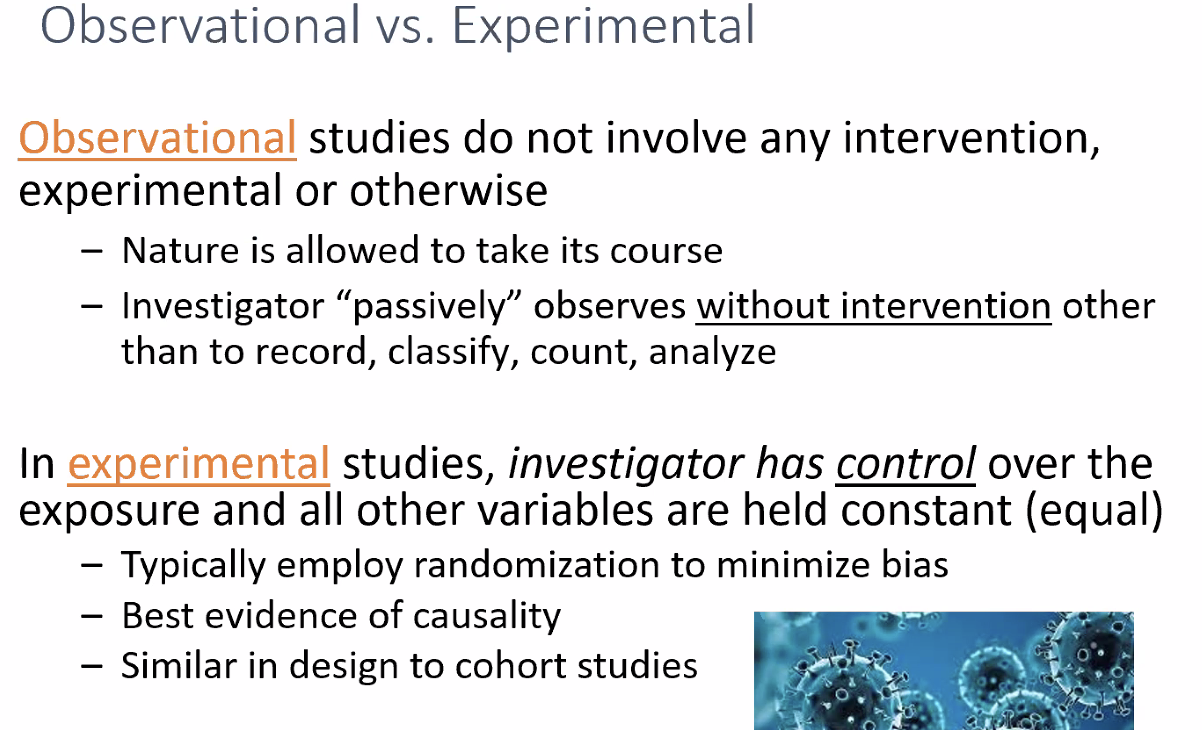 Observational vs. Experimental
Observational studies do not involve any intervention,
experimental or otherwise
– Nature is allowed to take its course
– Investigator “passively” observes without intervention other
than to record, classify, count, analyze
In experimental studies, investigator has control over the
exposure and all other variables are held constant (equal)
– Typically employ randomization to minimize bias
– Best evidence of causality
– Similar in design to cohort studies